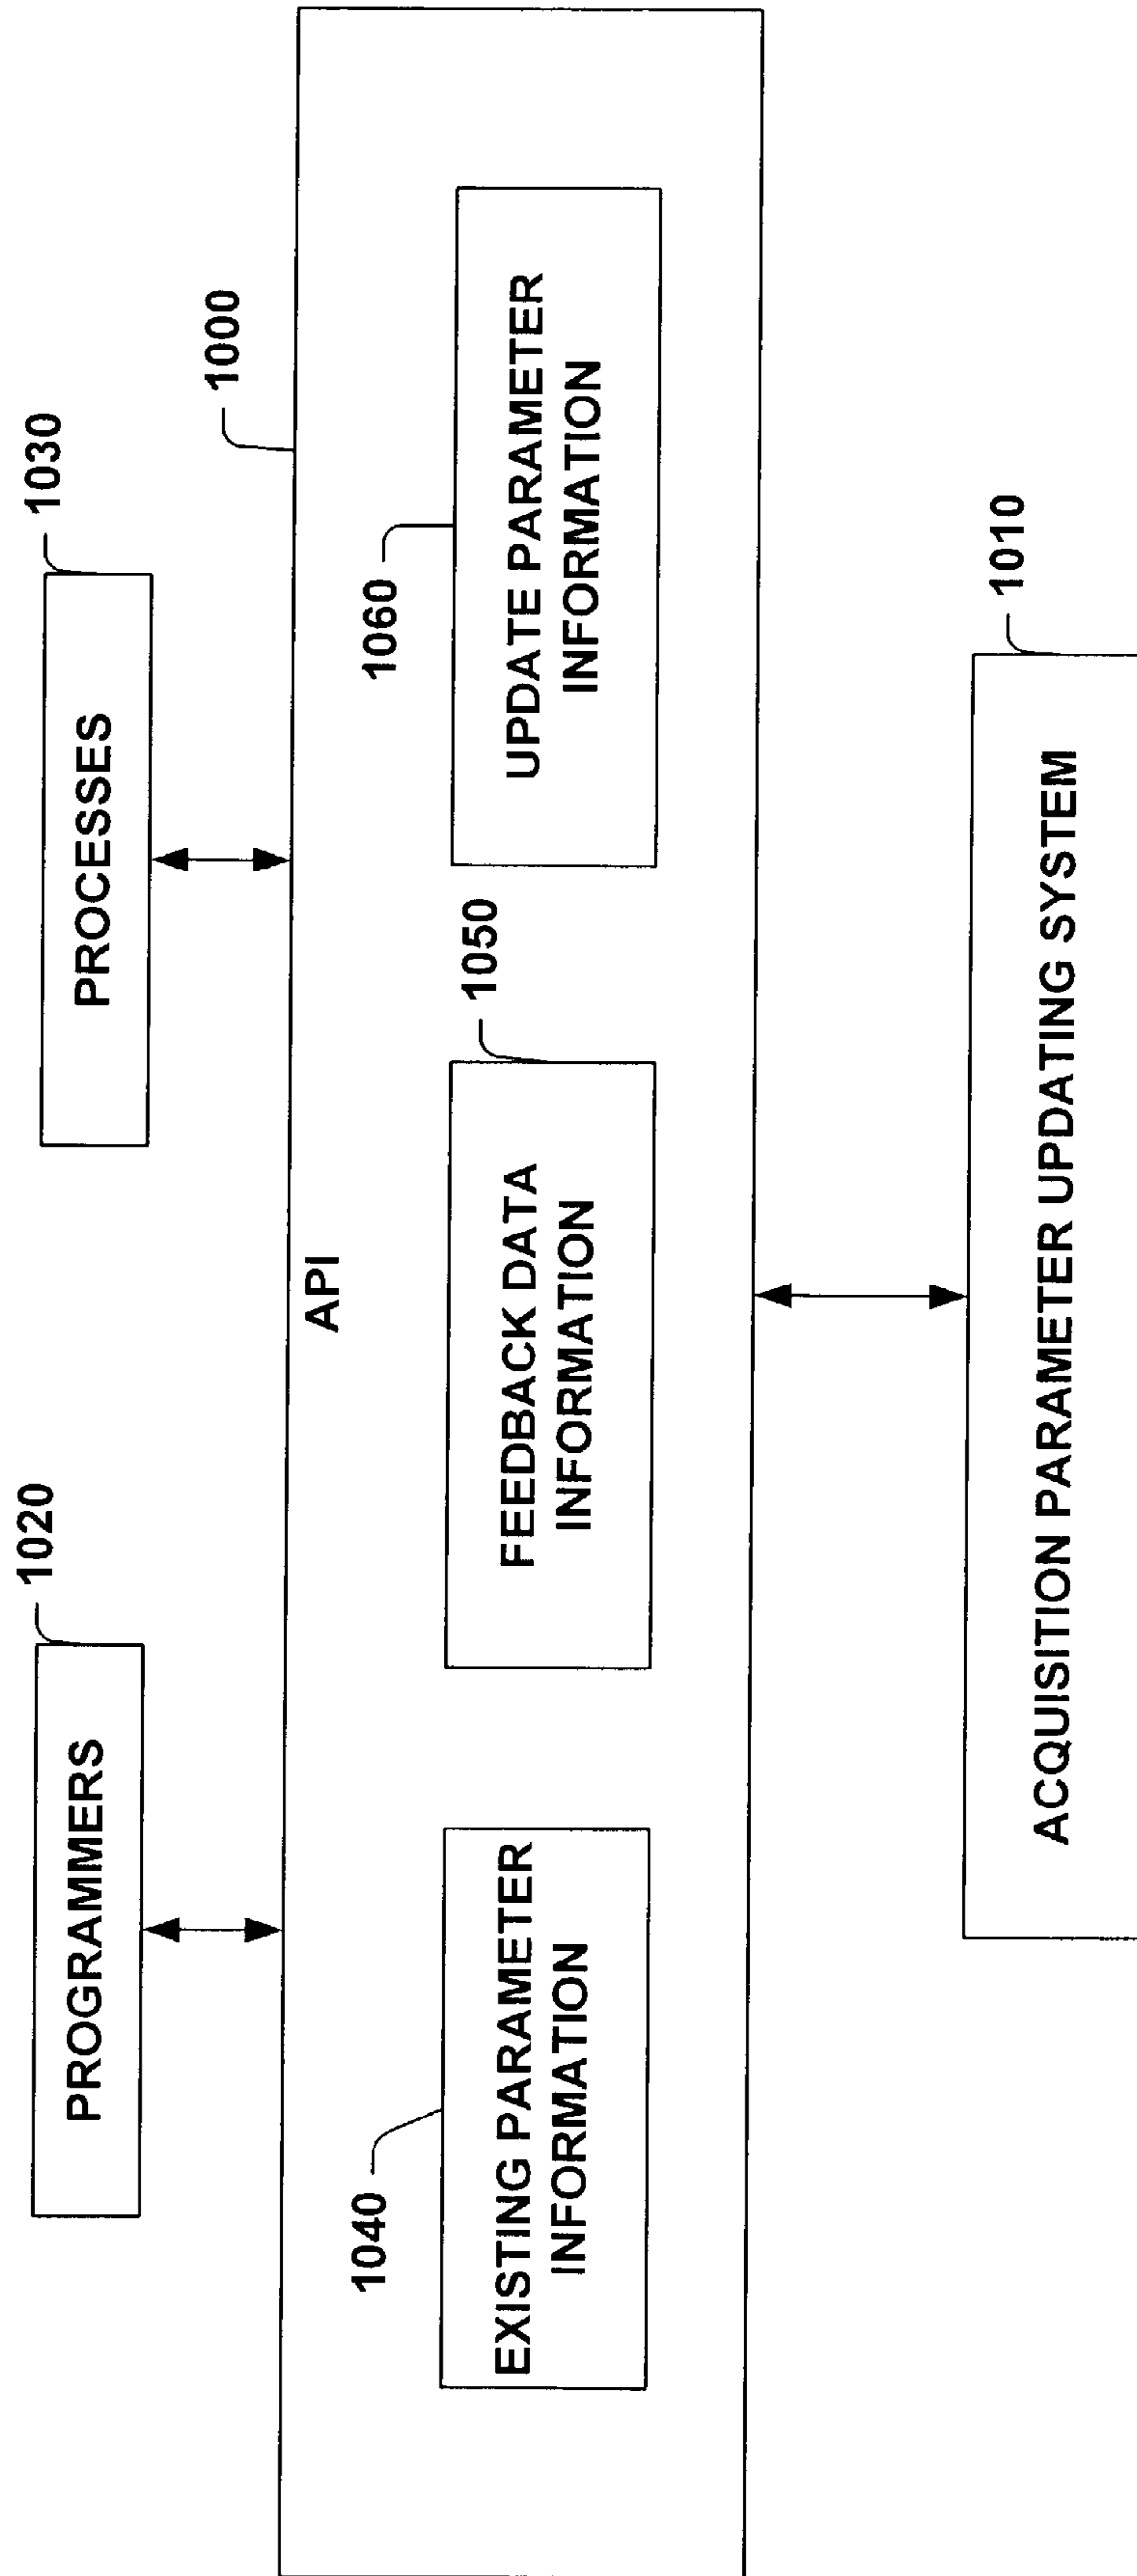 1020
PROGRAMMERS
1030
PROCESSES
1000
API
1040
EXISTING PARAMETER
INFORMATION
1050
FEEDBACK DATA
INFORMATION
1060
UPDATE PARAMETER
INFORMATION
1010
ACQUISITION PARAMETER UPDATING SYSTEM